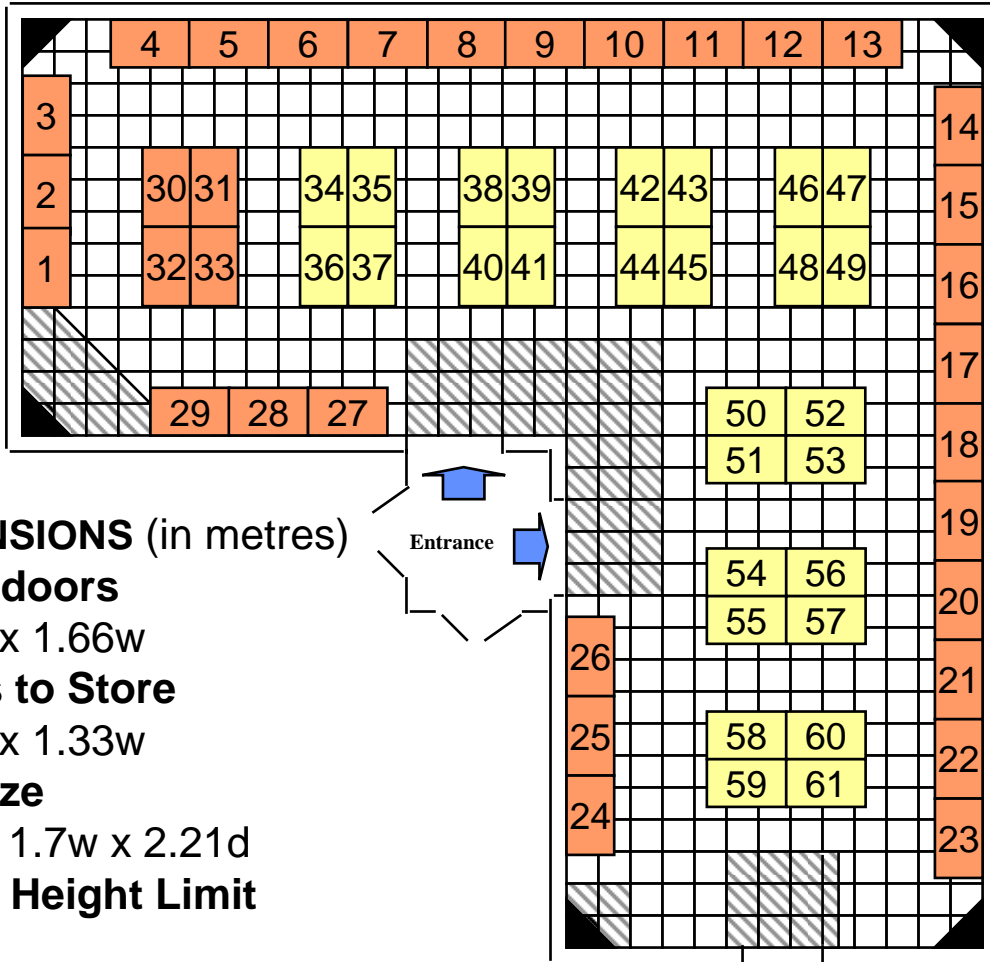 4 5 6 7 8 9 10 11 12 13
3
14
2 30 31 34 35 38 39 42 43 46 47
15
1 32 33 36 37 40 41 44 45 48 49
16
17
29 28 27 50 52
18
51 53
19
NSIONS (in metres)
Entrance
doors
54 56
20
x 1.66w
55 57
26
s to Store
21
x 1.33w
25 58 60
22
ze
59 61
24
1.7w x 2.21d
23
Height Limit